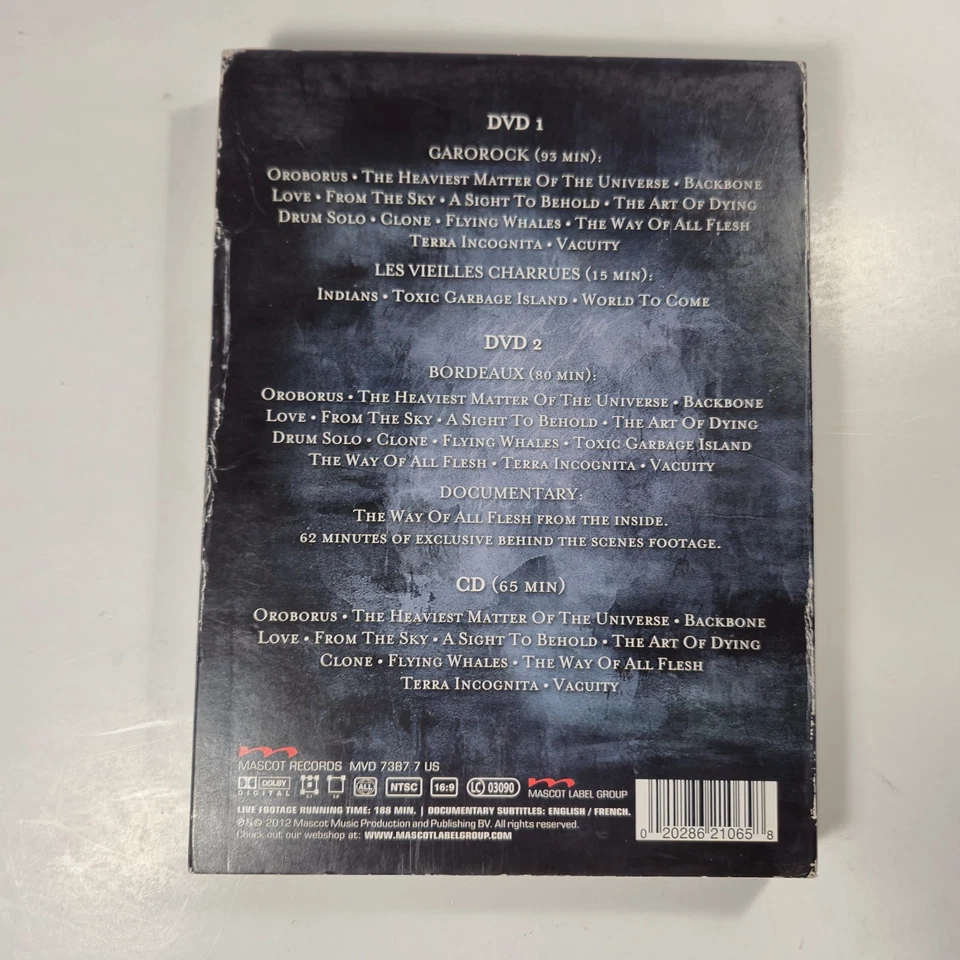 DVD 1
GAROROCK (93 MIN):
OROBORUS • THE HEAVIEST MATTER OF THE UNIVERSE • BACKBONE
LOVE • FROM THE SKY • A SIGHT TO BEHOLD • THE ART OF DYING
DRUM SOLO • CLONE • FLYING WHALES • THE WAY OF ALL FLESH
TERRA INCOGNITA • VACUITY
LES VIEILLES CHARRUES (15 MIN):
INDIANS • TOXIC GARBAGE ISLAND • WORLD TO COME
DVD 2
BORDEAUX (80 MIN):
OROBORUS • THE HEAVIEST MATTER OF THE UNIVERSE • BACKBONE
LOVE • FROM THE SKY • A SIGHT TO BEHOLD • THE ART OF DYING
DRUM SOLO • CLONE • FLYING WHALES • TOXIC GARBAGE ISLAND
THE WAY OF ALL FLESH • TERRA INCOGNITA • VACUITY
DOCUMENTARY:
THE WAY OF ALL FLESH FROM THE INSIDE.
62 MINUTES OF EXCLUSIVE BEHIND THE SCENES FOOTAGE.
CD (65 MIN)
OROBORUS • THE HEAVIEST MATTER OF THE UNIVERSE • BACKBONE
LOVE • FROM THE SKY • A SIGHT TO BEHOLD • THE ART OF DYING
CLONE • FLYING WHALES • THE WAY OF ALL FLESH
TERRA INCOGNITA • VACUITY
MASCOT RECORDS MVD 7387 7 US
DOLBY DIGITAL ALL NTSC 16:9 LC 03090 MASCOT LABEL GROUP
LIVE FOOTAGE RUNNING TIME: 188 MIN. | DOCUMENTARY SUBTITLES: ENGLISH / FRENCH.
℗ & © 2012 Mascot Music Production and Publishing BV. All rights reserved.
Check out our webshop at: WWW.MASCOTLABELGROUP.COM
0 20286 21065 8